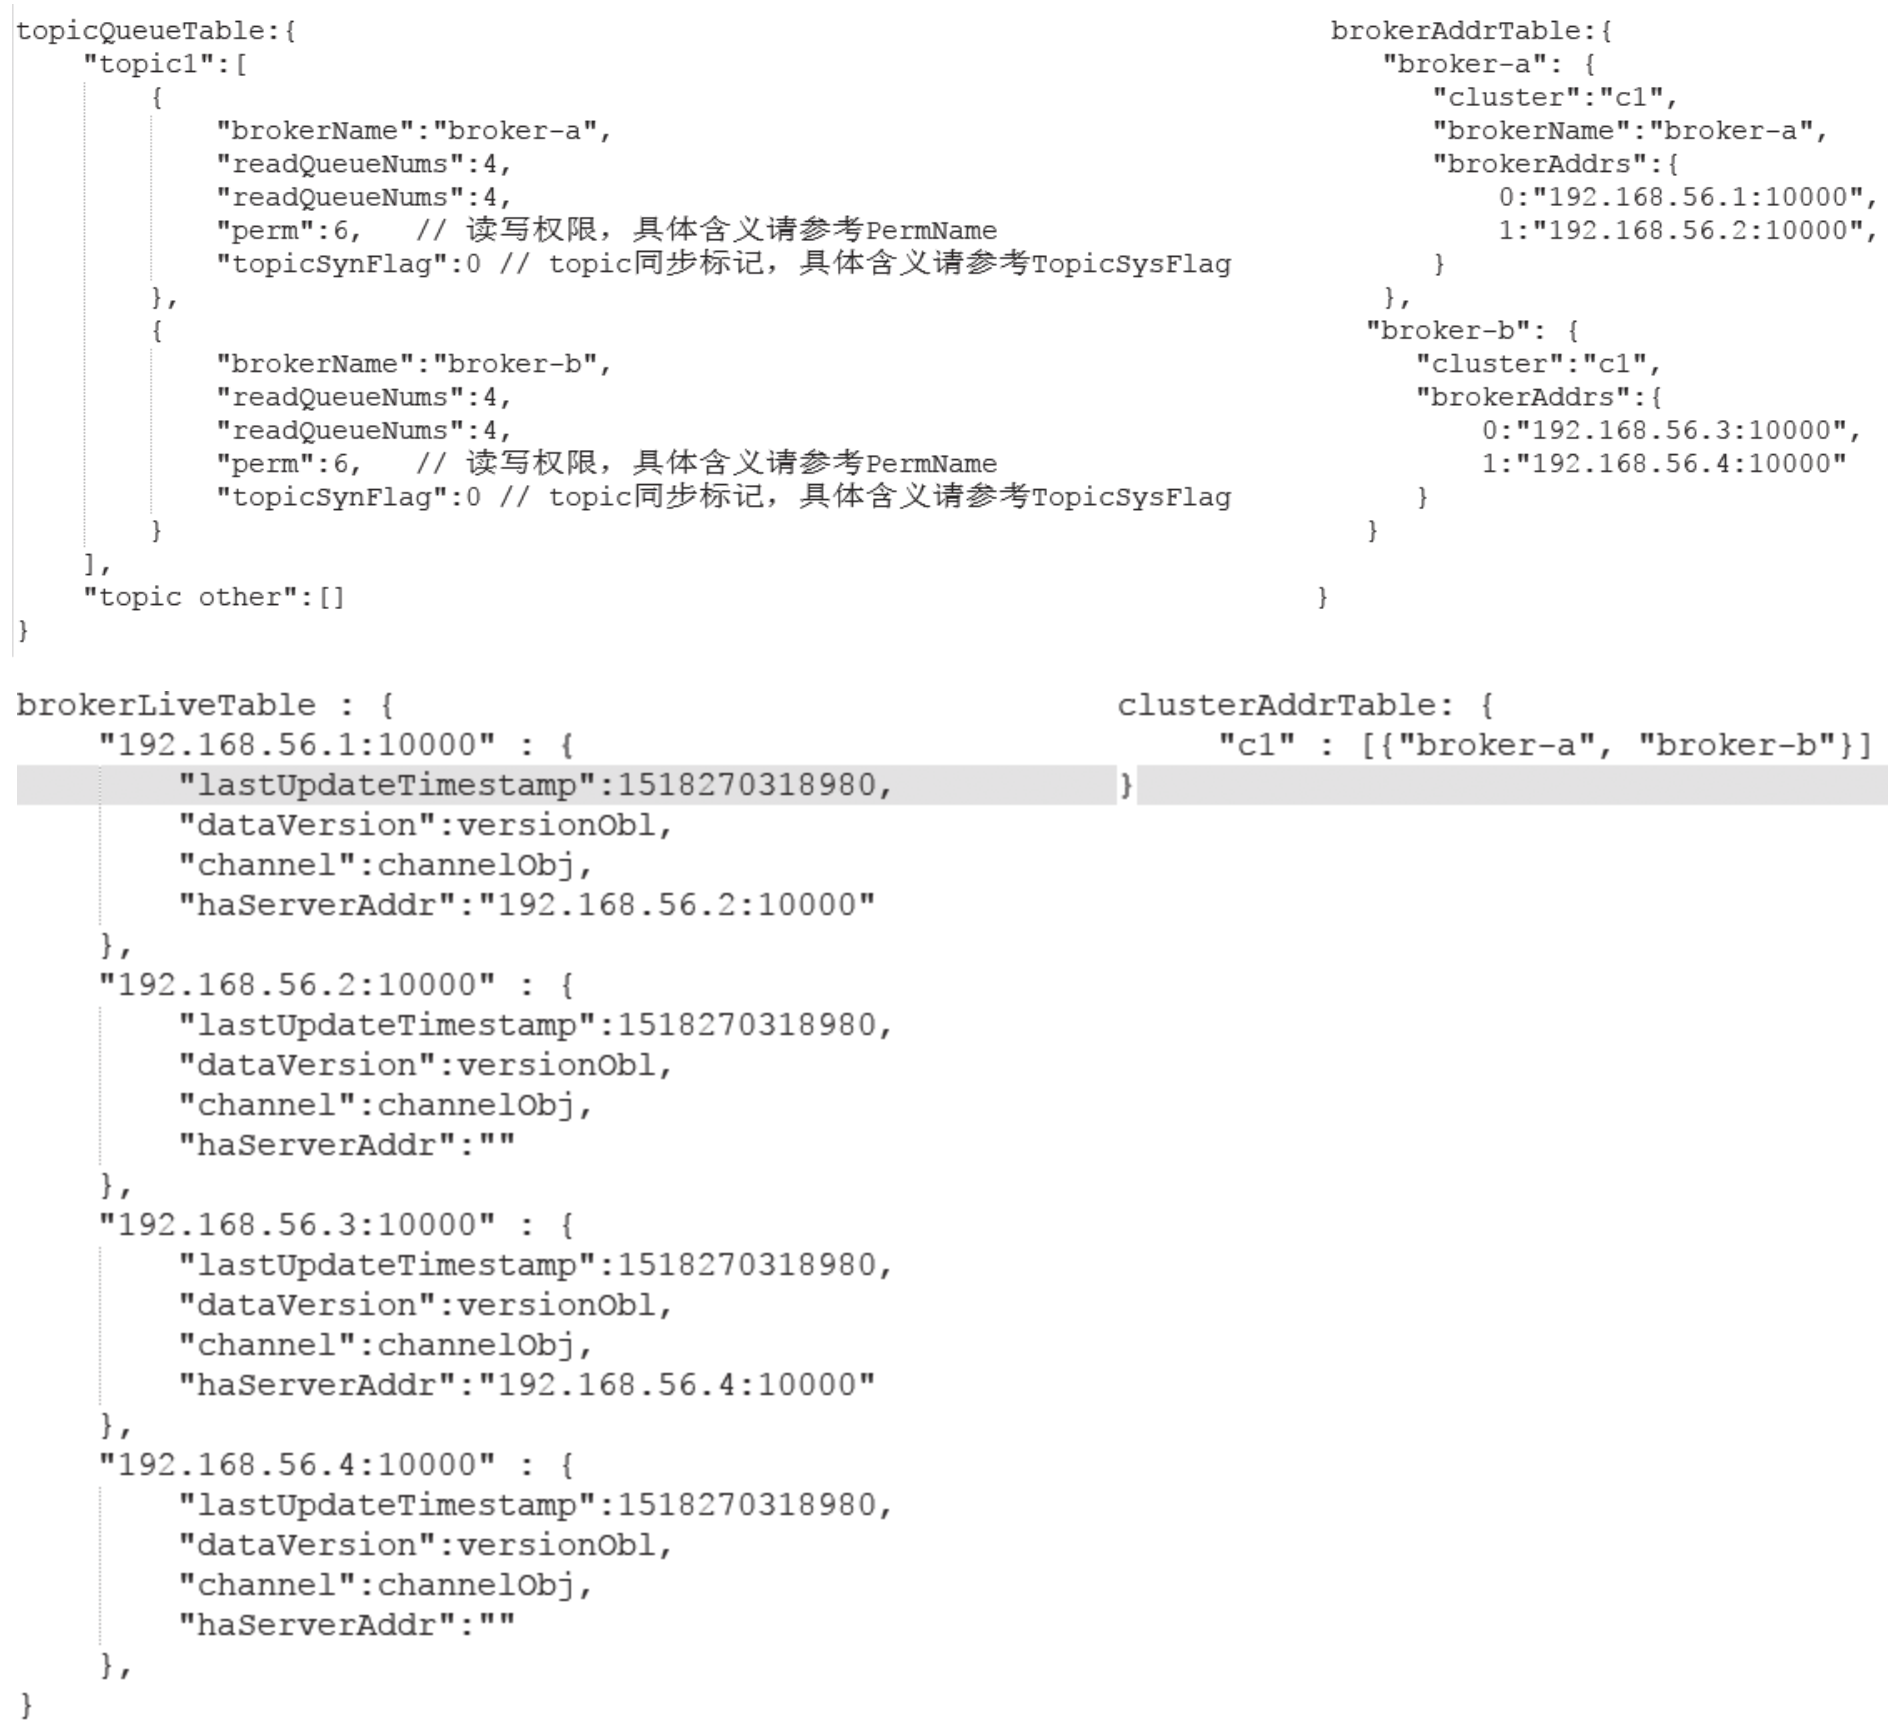 topicQueueTable:{
"topic1":[
{
"brokerName":"broker-a",
"readQueueNums":4,
"readQueueNums":4,
"perm":6,   // 读写权限，具体含义请参考PermName
"topicSynFlag":0 // topic同步标记，具体含义请参考TopicSysFlag
},
{
"brokerName":"broker-b",
"readQueueNums":4,
"readQueueNums":4,
"perm":6,   // 读写权限，具体含义请参考PermName
"topicSynFlag":0 // topic同步标记，具体含义请参考TopicSysFlag
}
],
"topic other":[]
}
brokerAddrTable:{
"broker-a": {
"cluster":"c1",
"brokerName":"broker-a",
"brokerAddrs":{
0:"192.168.56.1:10000",
1:"192.168.56.2:10000",
}
},
"broker-b": {
"cluster":"c1",
"brokerAddrs":{
0:"192.168.56.3:10000",
1:"192.168.56.4:10000"
}
}
}
brokerLiveTable : {
"192.168.56.1:10000" : {
"lastUpdateTimestamp":1518270318980,
"dataVersion":versionObl,
"channel":channelObj,
"haServerAddr":"192.168.56.2:10000"
},
"192.168.56.2:10000" : {
"lastUpdateTimestamp":1518270318980,
"dataVersion":versionObl,
"channel":channelObj,
"haServerAddr":""
},
"192.168.56.3:10000" : {
"lastUpdateTimestamp":1518270318980,
"dataVersion":versionObl,
"channel":channelObj,
"haServerAddr":"192.168.56.4:10000"
},
"192.168.56.4:10000" : {
"lastUpdateTimestamp":1518270318980,
"dataVersion":versionObl,
"channel":channelObj,
"haServerAddr":""
},
}
clusterAddrTable: {
"c1" : [{"broker-a", "broker-b"}]
}